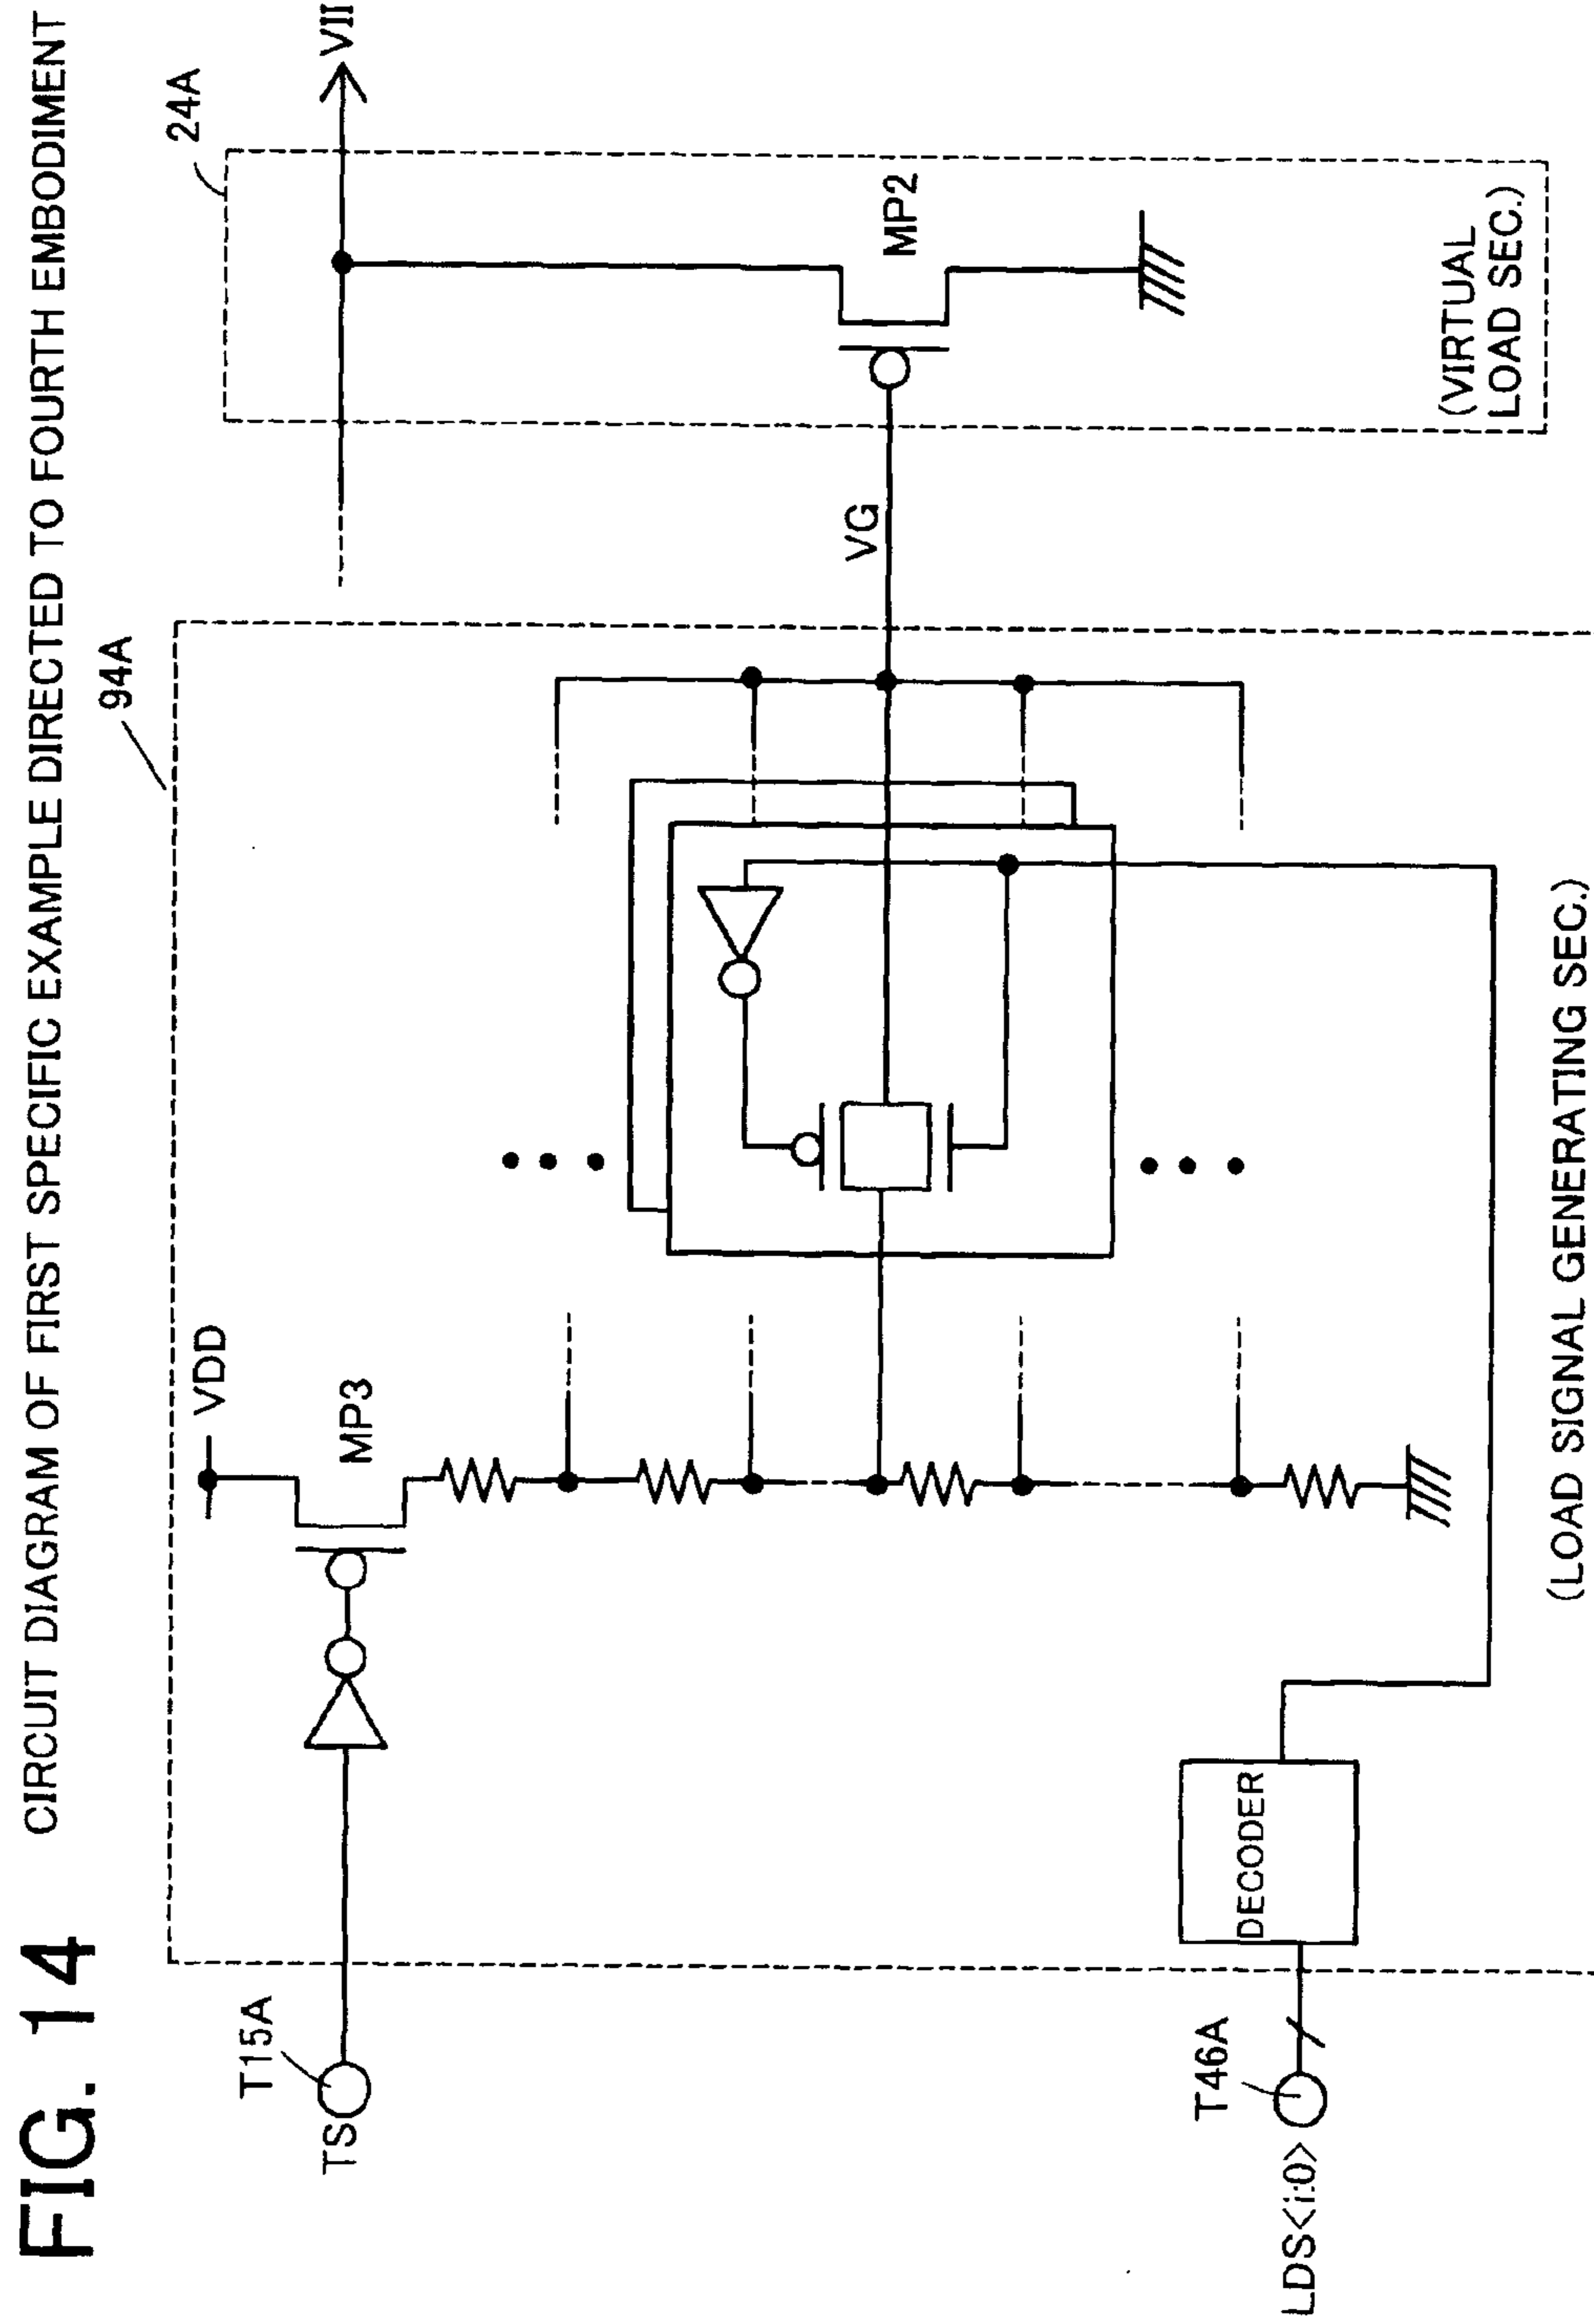 FIG. 14
CIRCUIT DIAGRAM OF FIRST SPECIFIC EXAMPLE DIRECTED TO FOURTH EMBODIMENT
94A
24A
VII
VDD
T15A
TS
MP3
VG
MP2
T46A
LDS<i:0>
DECODER
(VIRTUAL
LOAD SEC.)
(LOAD SIGNAL GENERATING SEC.)